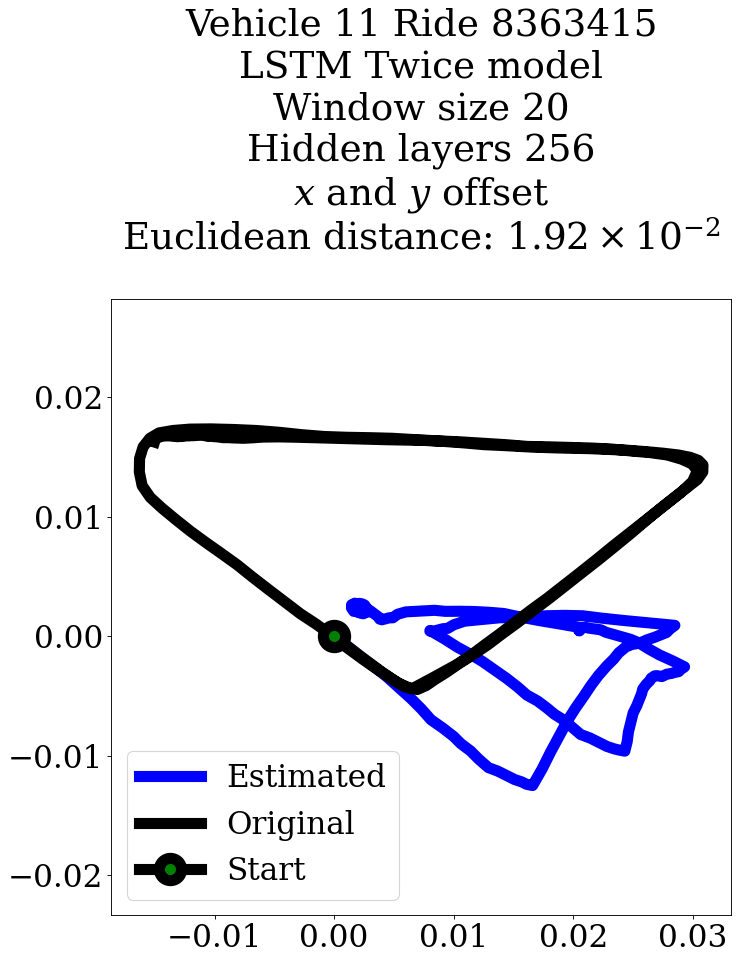 Vehicle 11 Ride 8363415
LSTM Twice model
Window size 20
Hidden layers 256
x and y offset
Euclidean distance: 1.92 × 10⁻²
0.02
0.01
0.00
−0.01
−0.02
Estimated
Original
Start
−0.01 0.00 0.01 0.02 0.03